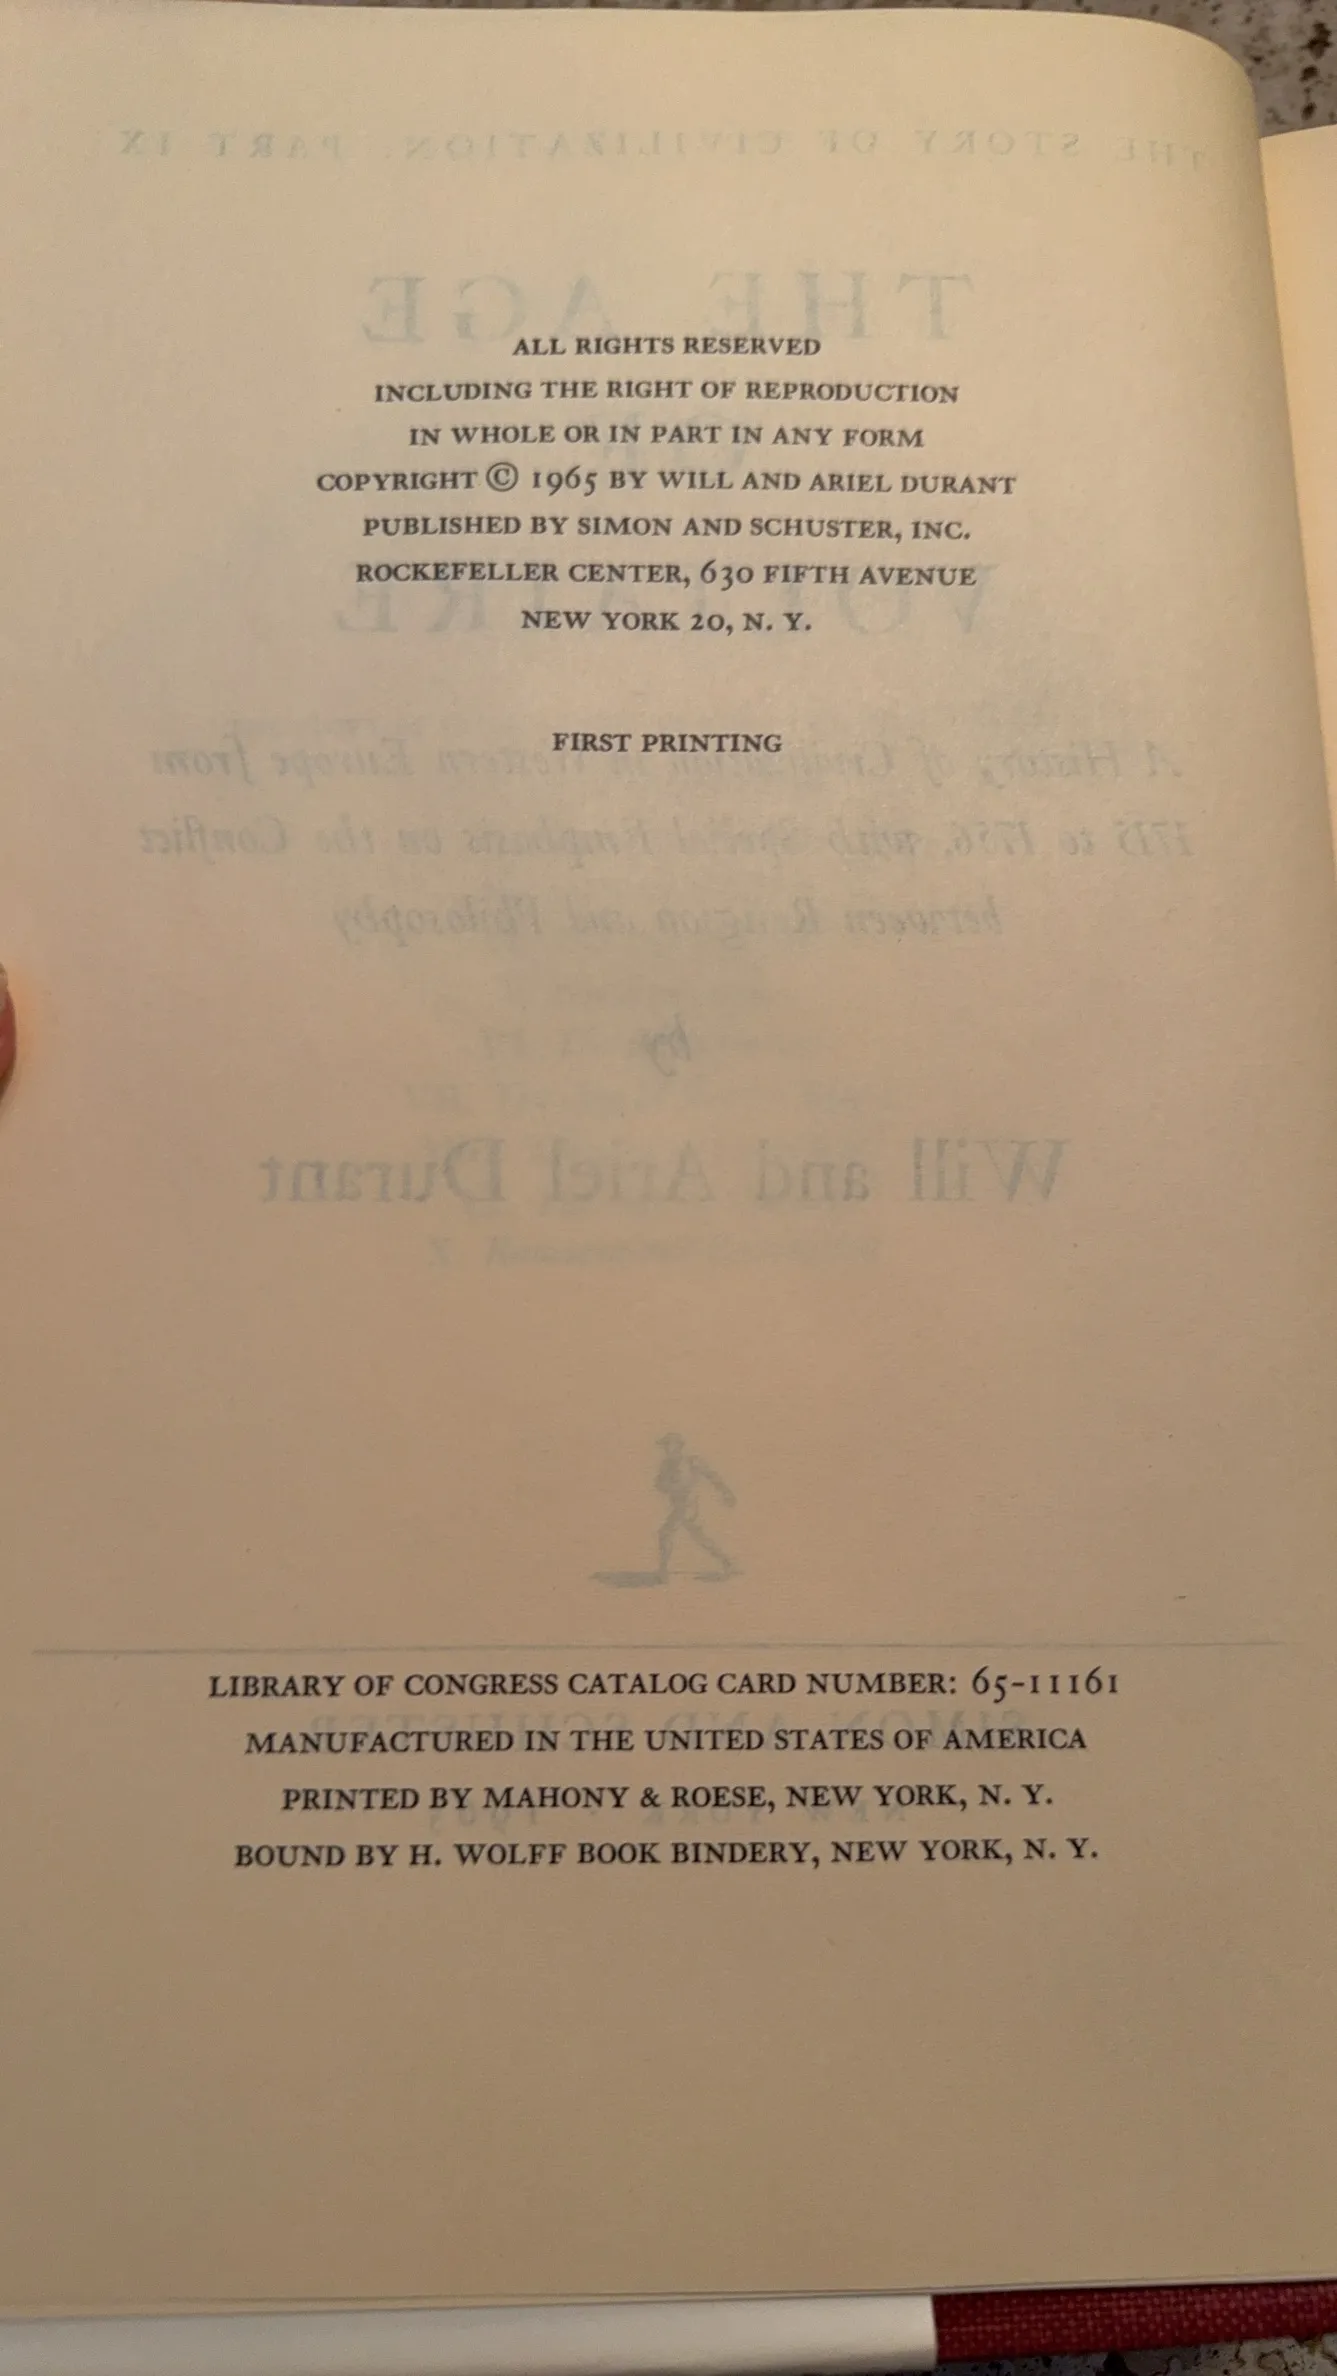 ALL RIGHTS RESERVED
INCLUDING THE RIGHT OF REPRODUCTION
IN WHOLE OR IN PART IN ANY FORM
COPYRIGHT © 1965 BY WILL AND ARIEL DURANT
PUBLISHED BY SIMON AND SCHUSTER, INC.
ROCKEFELLER CENTER, 630 FIFTH AVENUE
NEW YORK 20, N. Y.
FIRST PRINTING
LIBRARY OF CONGRESS CATALOG CARD NUMBER: 65-11161
MANUFACTURED IN THE UNITED STATES OF AMERICA
PRINTED BY MAHONY & ROESE, NEW YORK, N. Y.
BOUND BY H. WOLFF BOOK BINDERY, NEW YORK, N. Y.